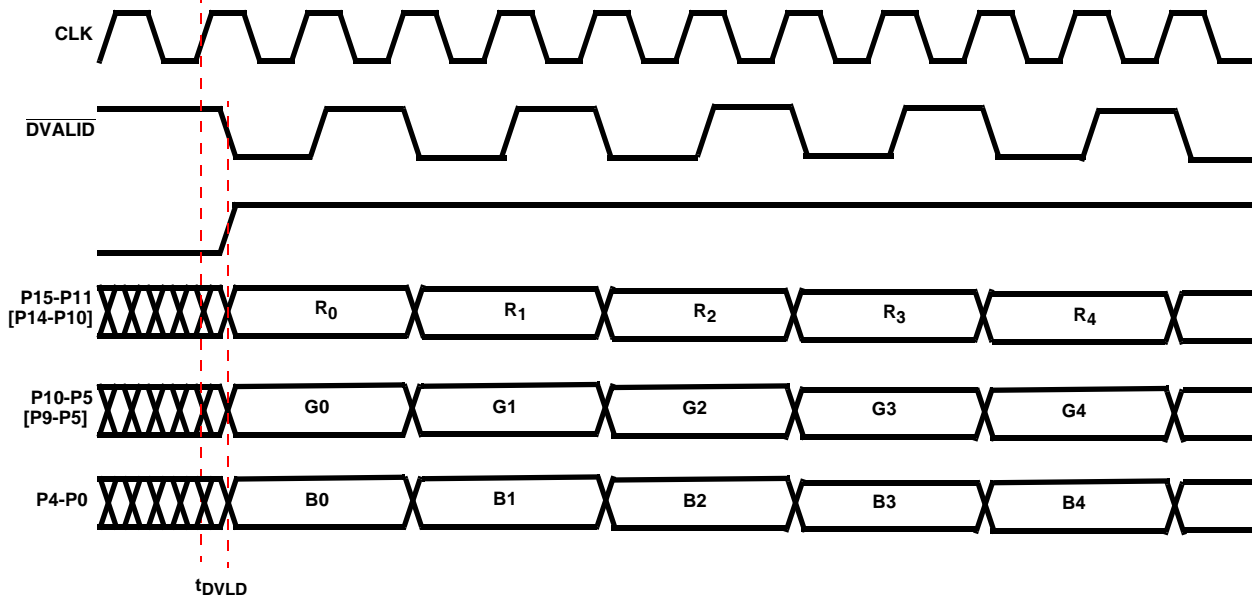 CLK
DVALID
P15-P11
[P14-P10]
R0 R1 R2 R3 R4
P10-P5
[P9-P5]
G0 G1 G2 G3 G4
P4-P0
B0 B1 B2 B3 B4
tDVLD